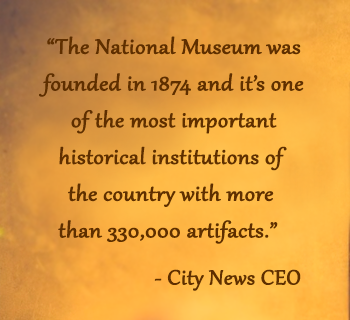 “The National Museum was
founded in 1874 and it’s one
of the most important
historical institutions of
the country with more
than 330,000 artifacts.”
- City News CEO